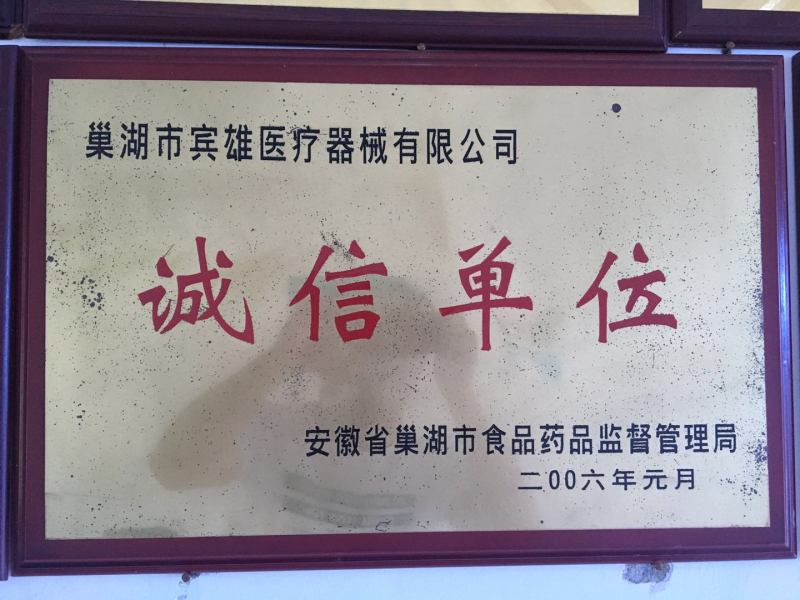 巢湖市宾雄医疗器械有限公司
诚信单位
安徽省巢湖市食品药品监督管理局
二00六年元月